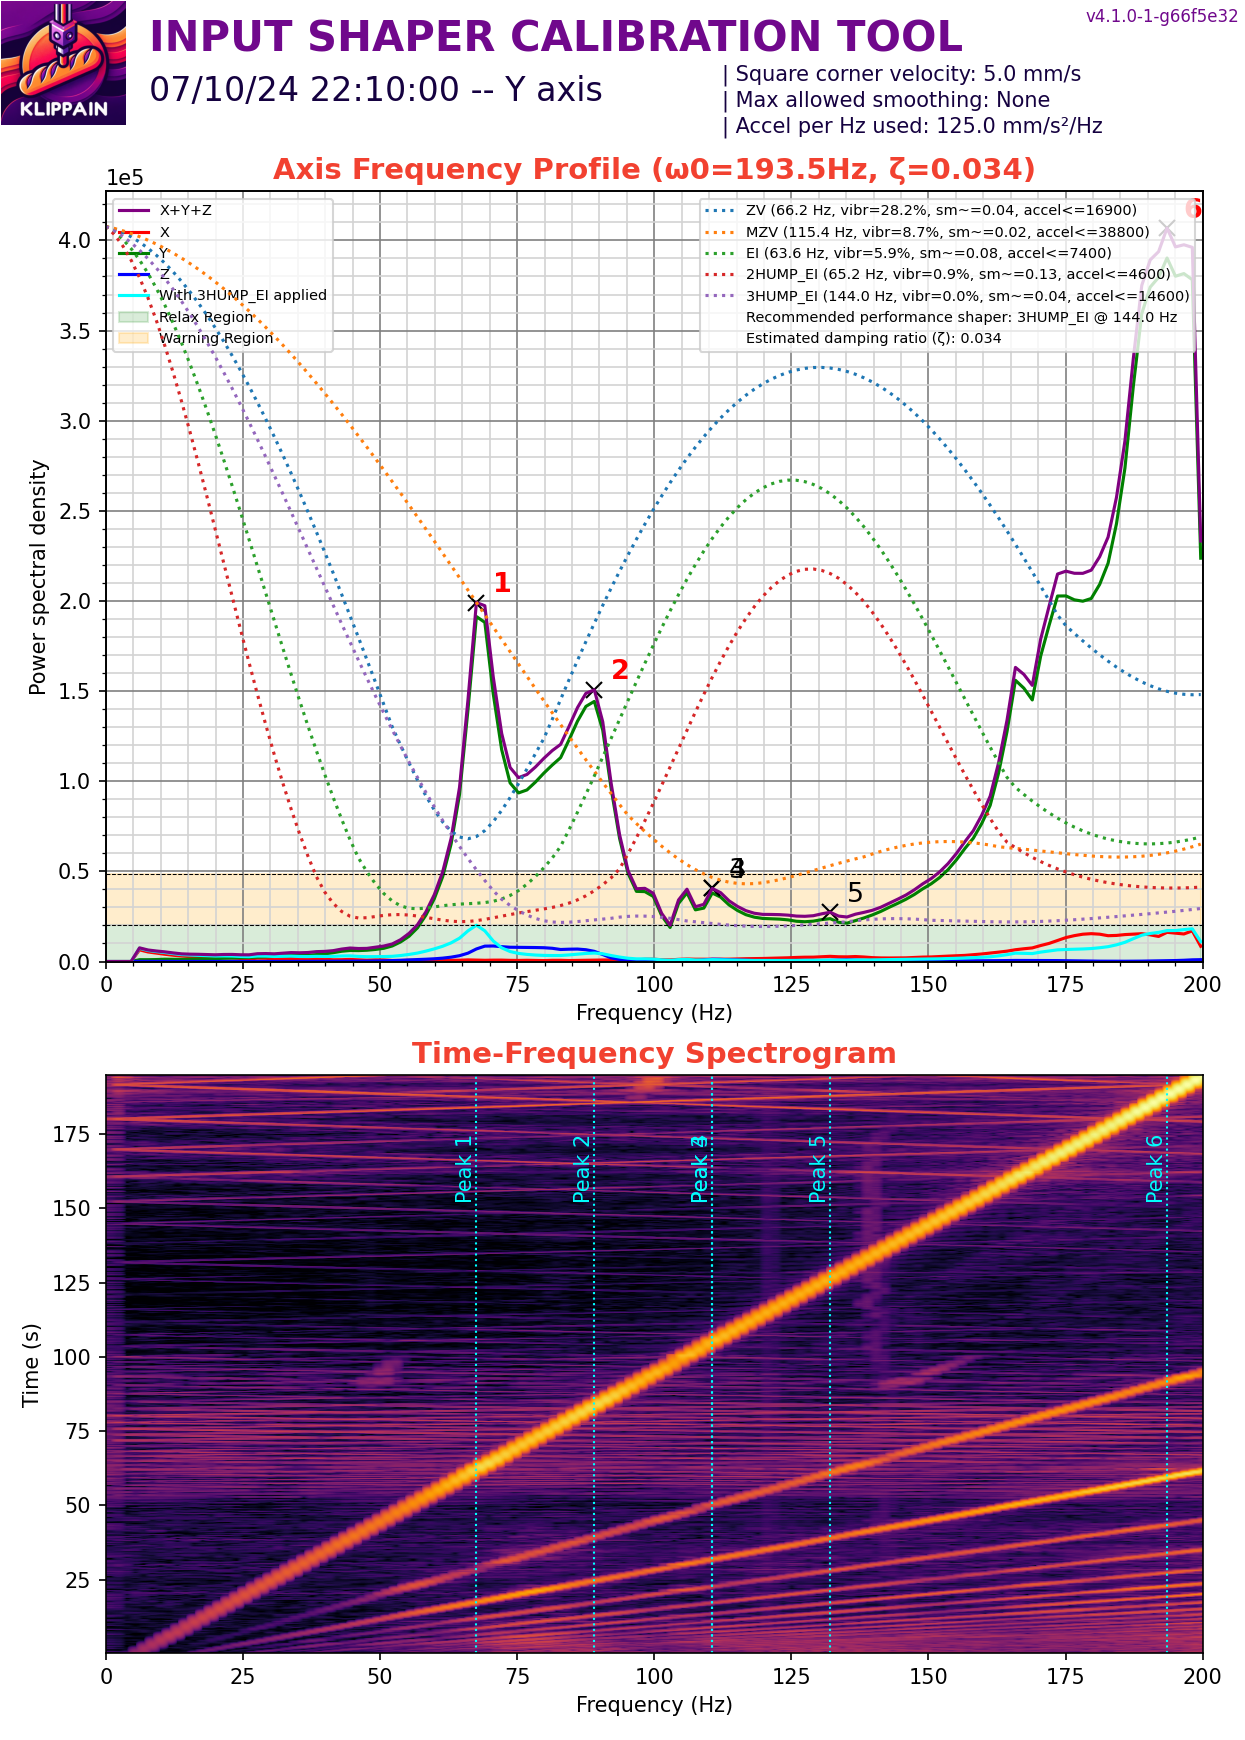 KLIPPAIN
INPUT SHAPER CALIBRATION TOOL
v4.1.0-1-g66f5e32
07/10/24 22:10:00 -- Y axis
| Square corner velocity: 5.0 mm/s
| Max allowed smoothing: None
| Accel per Hz used: 125.0 mm/s²/Hz
Axis Frequency Profile (ω0=193.5Hz, ζ=0.034)
1e5
X+Y+Z
X
Y
Z
With 3HUMP_EI applied
Relax Region
Warning Region
ZV (66.2 Hz, vibr=28.2%, sm~=0.04, accel<=16900)
MZV (115.4 Hz, vibr=8.7%, sm~=0.02, accel<=38800)
EI (63.6 Hz, vibr=5.9%, sm~=0.08, accel<=7400)
2HUMP_EI (65.2 Hz, vibr=0.9%, sm~=0.13, accel<=4600)
3HUMP_EI (144.0 Hz, vibr=0.0%, sm~=0.04, accel<=14600)
Recommended performance shaper: 3HUMP_EI @ 144.0 Hz
Estimated damping ratio (ζ): 0.034
6
1
2
3
4
5
4.0
3.5
3.0
2.5
2.0
1.5
1.0
0.5
0.0
Power spectral density
0 25 50 75 100 125 150 175 200
Frequency (Hz)
Time-Frequency Spectrogram
Peak 1
Peak 2
Peak 3
Peak 4
Peak 5
Peak 6
175
150
125
100
75
50
25
Time (s)
0 25 50 75 100 125 150 175 200
Frequency (Hz)